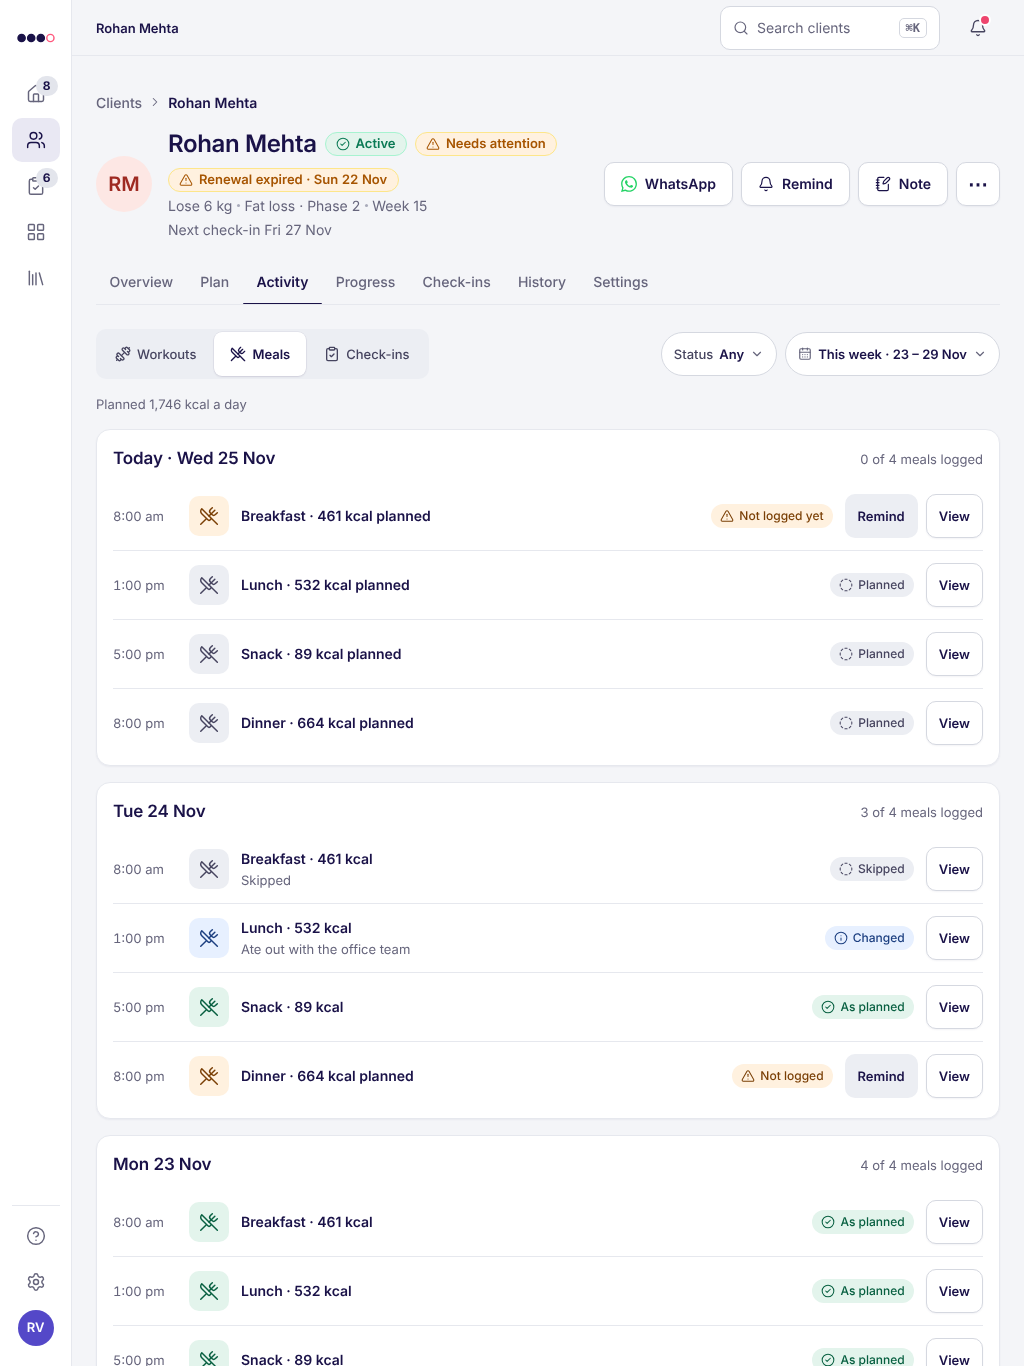 Rohan Mehta
Search clients
⌘K
8
6
Clients > Rohan Mehta
RM
Rohan Mehta
Active
Needs attention
Renewal expired · Sun 22 Nov
Lose 6 kg · Fat loss · Phase 2 · Week 15
Next check-in Fri 27 Nov
WhatsApp
Remind
Note
Overview
Plan
Activity
Progress
Check-ins
History
Settings
Workouts
Meals
Check-ins
Status Any
This week · 23 – 29 Nov
Planned 1,746 kcal a day
Today · Wed 25 Nov
0 of 4 meals logged
8:00 am
Breakfast · 461 kcal planned
Not logged yet
Remind
View
1:00 pm
Lunch · 532 kcal planned
Planned
View
5:00 pm
Snack · 89 kcal planned
Planned
View
8:00 pm
Dinner · 664 kcal planned
Planned
View
Tue 24 Nov
3 of 4 meals logged
8:00 am
Breakfast · 461 kcal
Skipped
Skipped
View
1:00 pm
Lunch · 532 kcal
Ate out with the office team
Changed
View
5:00 pm
Snack · 89 kcal
As planned
View
8:00 pm
Dinner · 664 kcal planned
Not logged
Remind
View
Mon 23 Nov
4 of 4 meals logged
8:00 am
Breakfast · 461 kcal
As planned
View
1:00 pm
Lunch · 532 kcal
As planned
View
5:00 pm
Snack · 89 kcal
As planned
View
RV